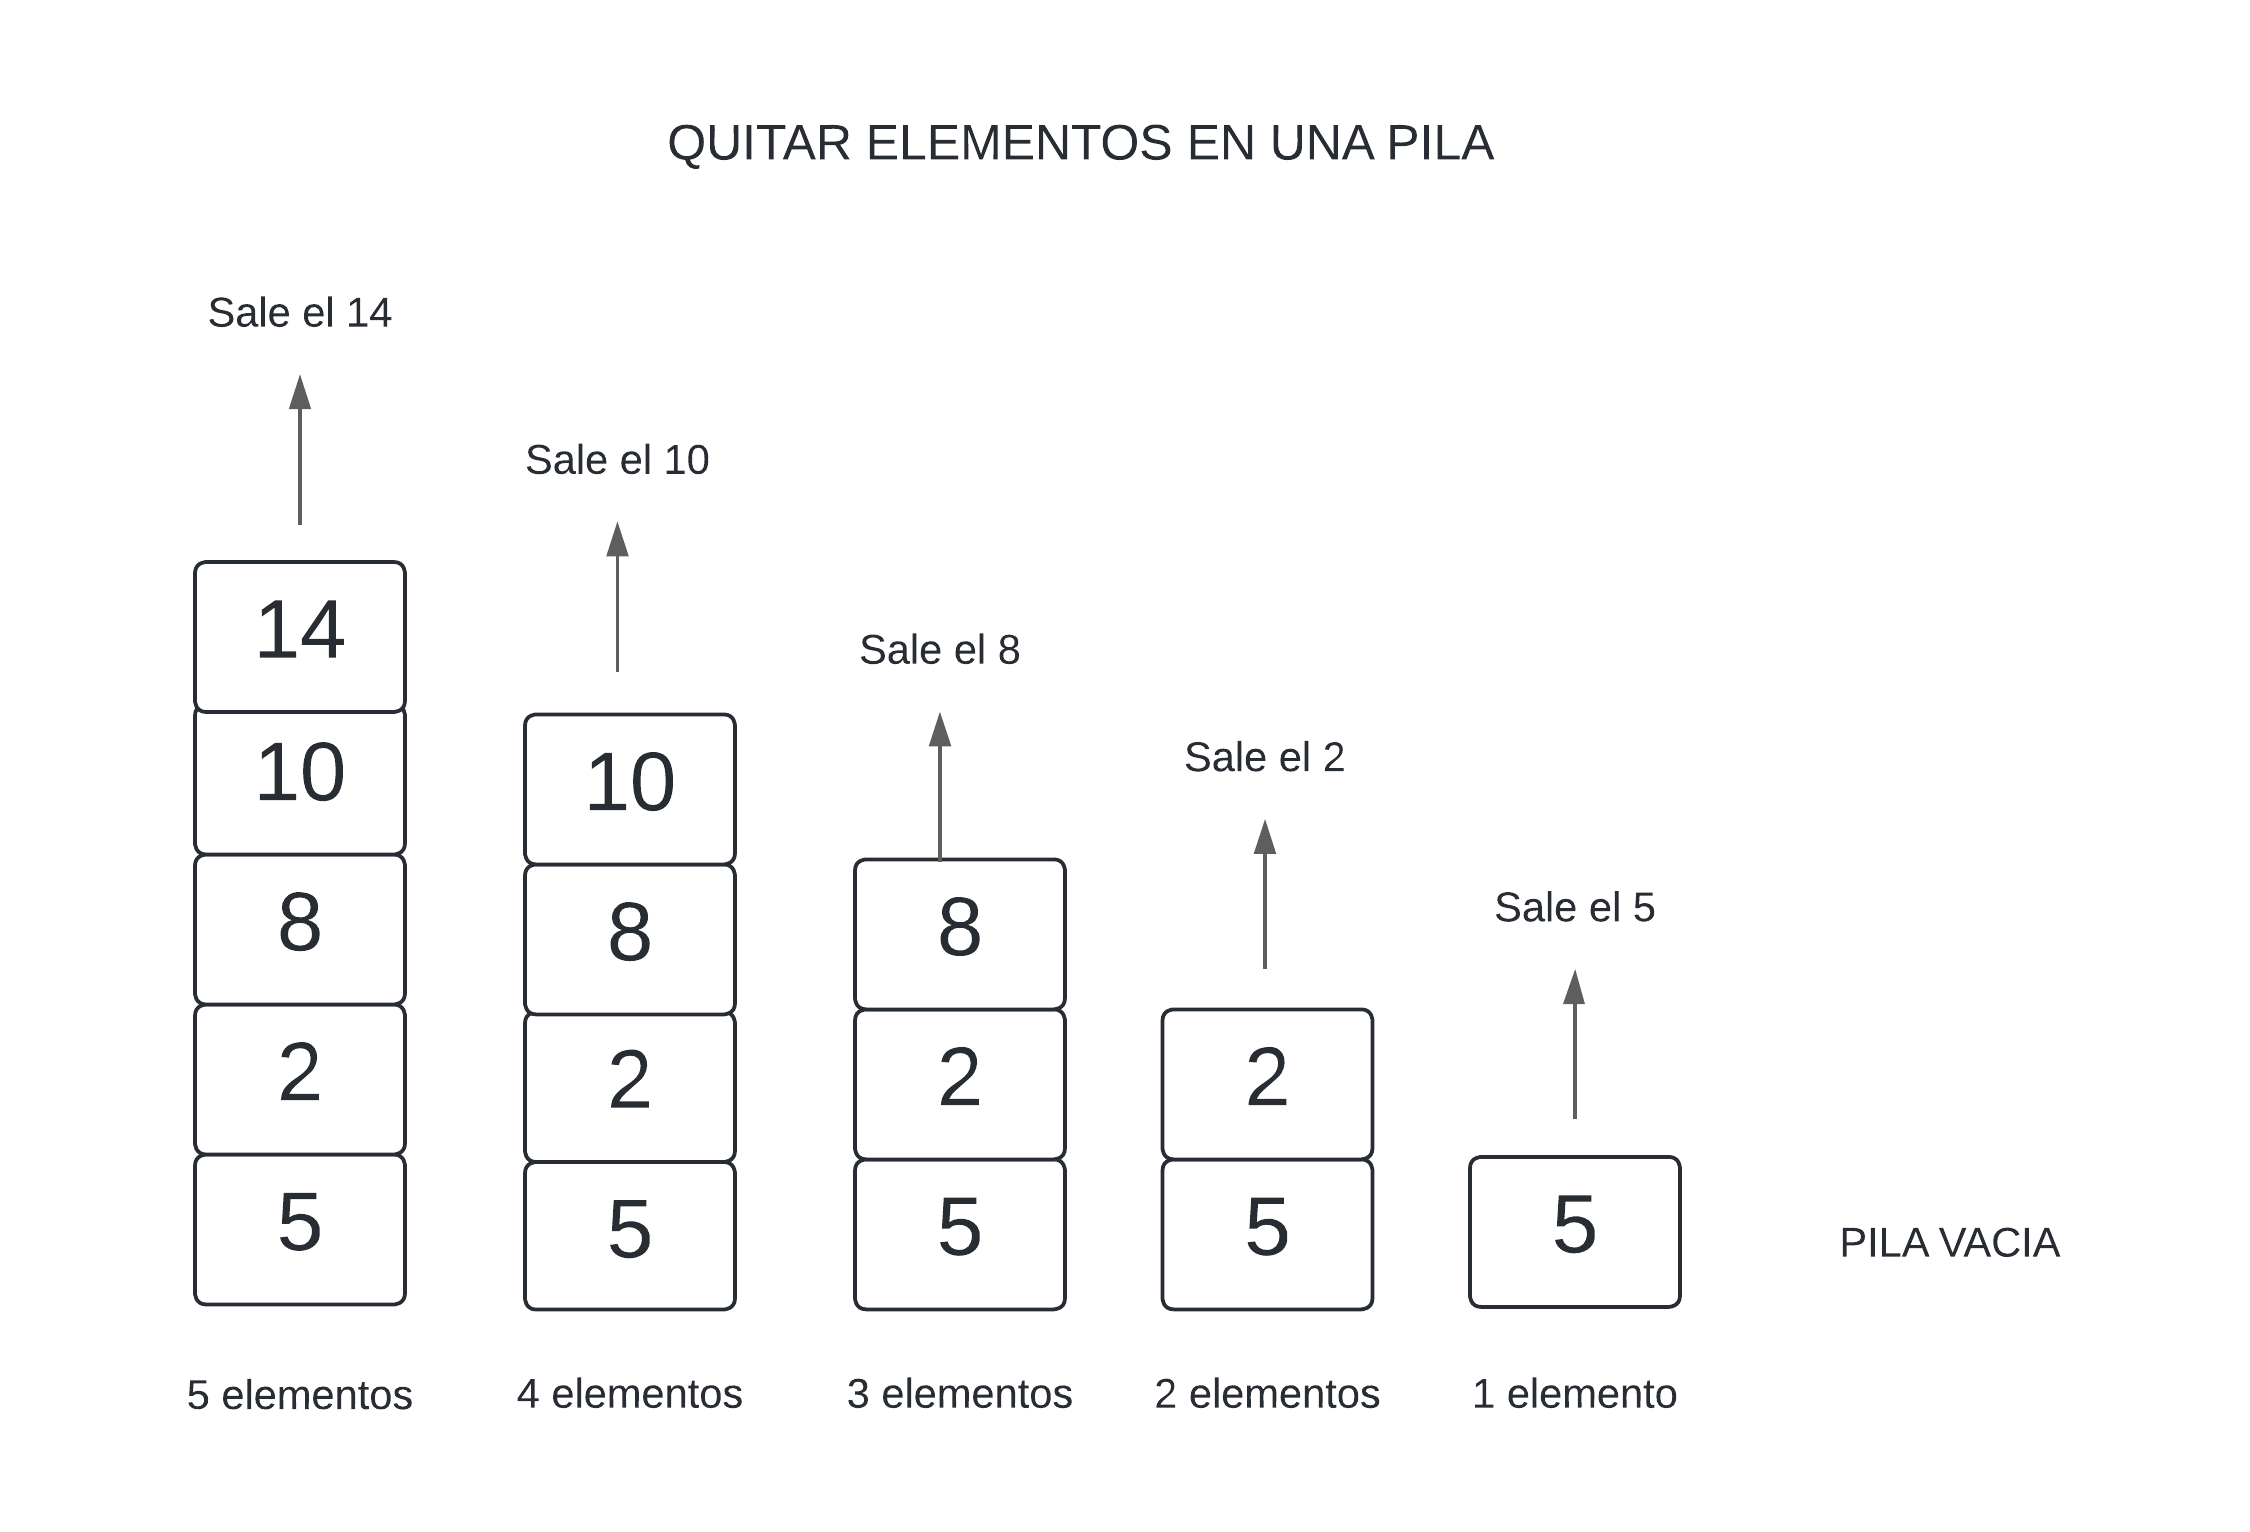 QUITAR ELEMENTOS EN UNA PILA
Sale el 14
14
10
8
2
5
5 elementos
Sale el 10
10
8
2
5
4 elementos
Sale el 8
8
2
5
3 elementos
Sale el 2
2
5
2 elementos
Sale el 5
5
1 elemento
PILA VACIA